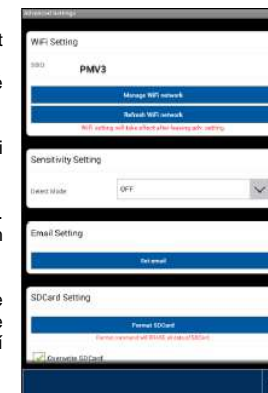 Advanced settings
WiFi Setting
SSID
PMV3
Manage WiFi network
Refresh WiFi network
WiFi setting will take effect after leaving adv. setting
Sensitivity Setting
Detect Mode
OFF
Email Setting
Set email
SDCard Setting
Format SDCard
Format command will ERASE all data of SDCard.
Overwrite SDCard